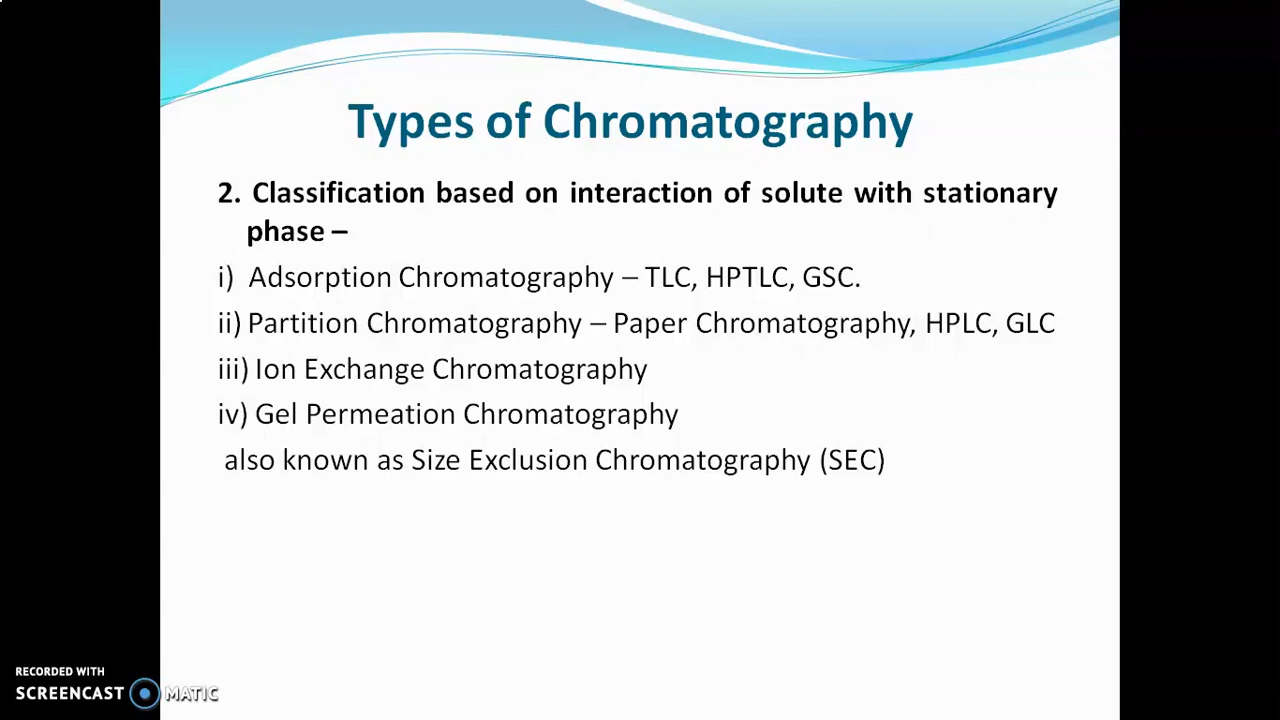 Types of Chromatography
2. Classification based on interaction of solute with stationary
phase –
i) Adsorption Chromatography – TLC, HPTLC, GSC.
ii) Partition Chromatography – Paper Chromatography, HPLC, GLC
iii) Ion Exchange Chromatography
iv) Gel Permeation Chromatography
also known as Size Exclusion Chromatography (SEC)
RECORDED WITH
SCREENCAST MATIC